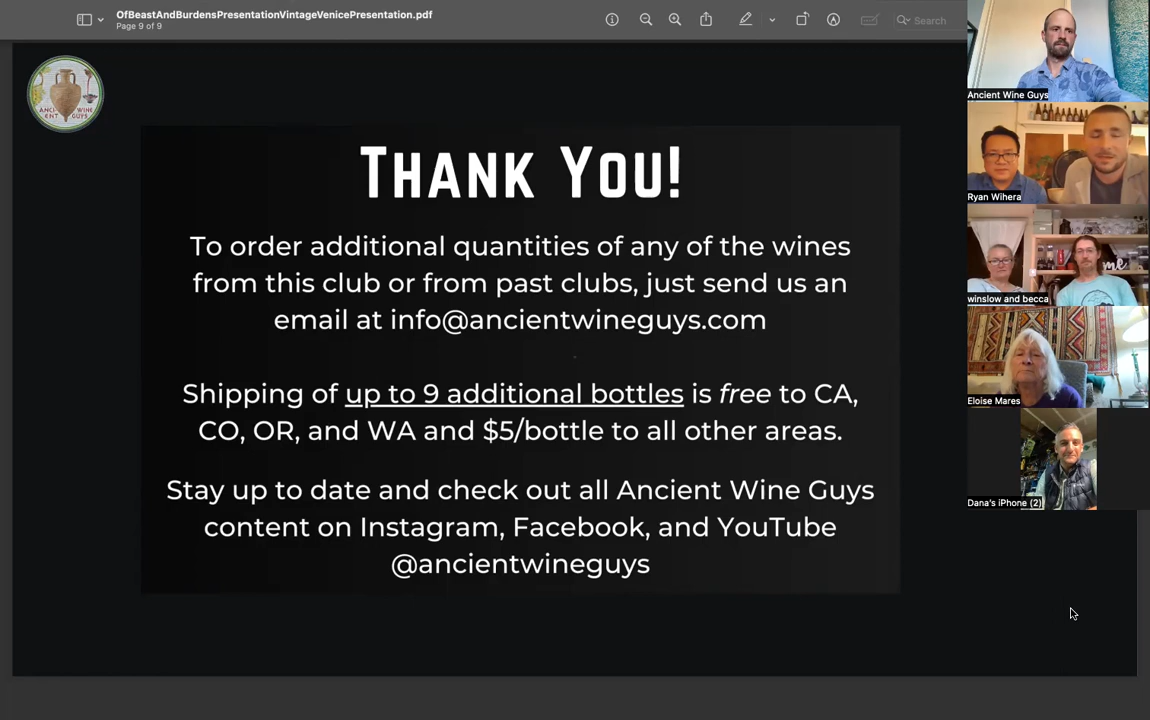 OfBeastAndBurdensPresentationVintageVenicePresentation.pdf
Page 9 of 9
Search
ANCIENT WINE GUYS
THANK YOU!
To order additional quantities of any of the wines
from this club or from past clubs, just send us an
email at info@ancientwineguys.com
Shipping of up to 9 additional bottles is free to CA,
CO, OR, and WA and $5/bottle to all other areas.
Stay up to date and check out all Ancient Wine Guys
content on Instagram, Facebook, and YouTube
@ancientwineguys
Ancient Wine Guys
Ryan Wihera
winslow and becca
Eloise Mares
Dana's iPhone (2)